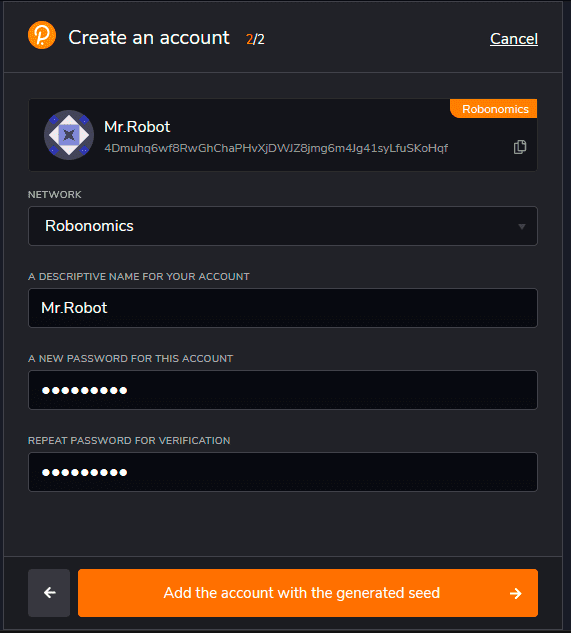 Create an account 2/2 Cancel
Robonomics
Mr.Robot
4Dmuhq6wf8RwGhChaPHvXjDWJZ8jmg6m4Jg41syLfuSKoHqf
NETWORK
Robonomics
A DESCRIPTIVE NAME FOR YOUR ACCOUNT
Mr.Robot
A NEW PASSWORD FOR THIS ACCOUNT
●●●●●●●●●
REPEAT PASSWORD FOR VERIFICATION
●●●●●●●●●
Add the account with the generated seed